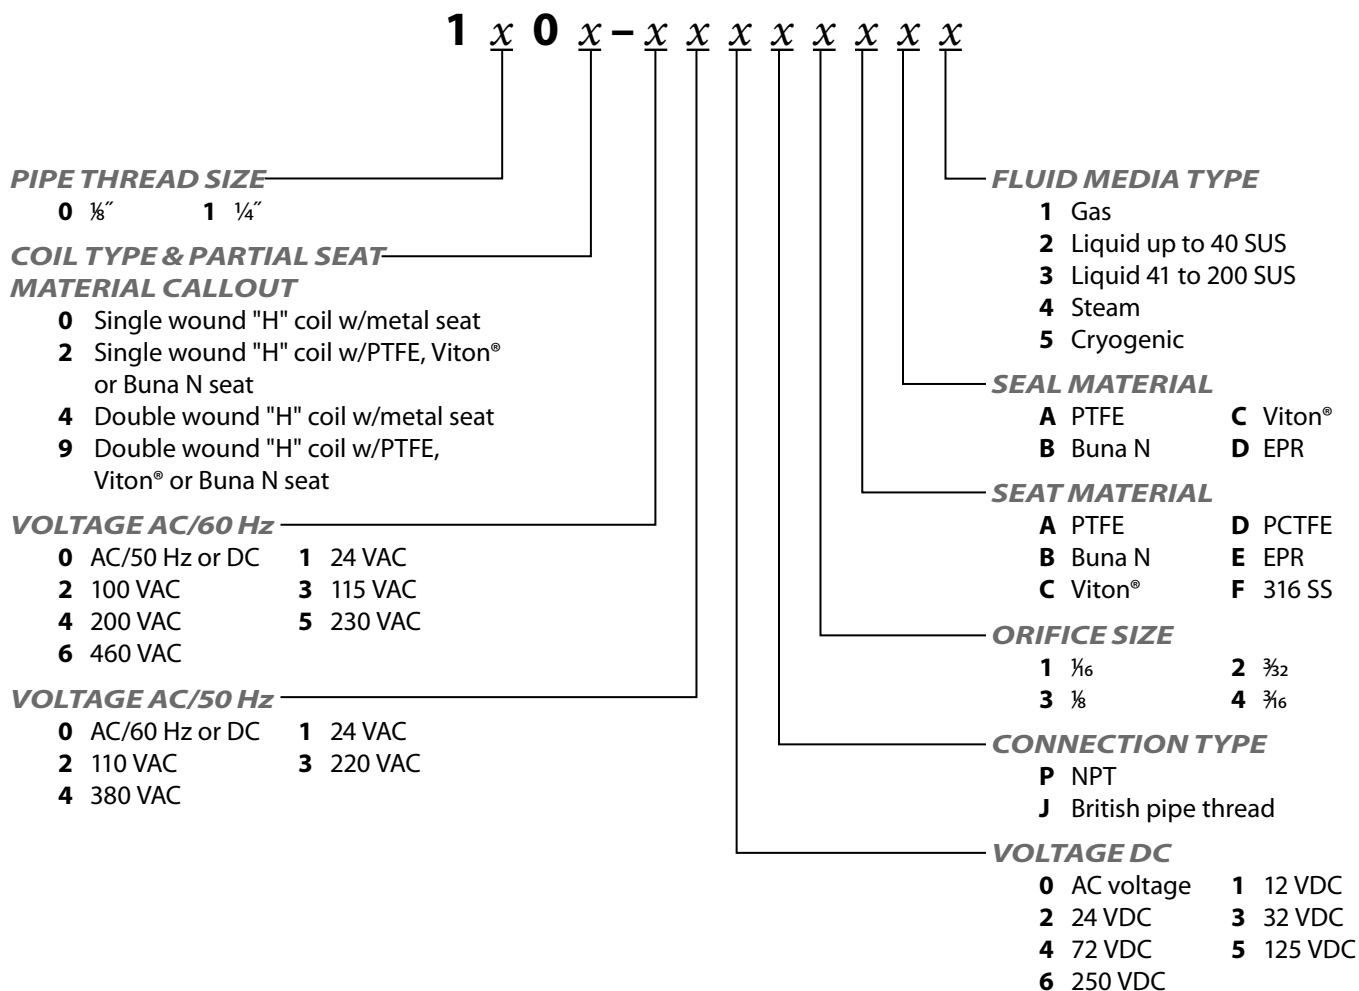 1 x 0 x – x x x x x x x x
PIPE THREAD SIZE
0 ⅛˝ 1 ¼˝
COIL TYPE & PARTIAL SEAT
MATERIAL CALLOUT
0 Single wound "H" coil w/metal seat
2 Single wound "H" coil w/PTFE, Viton®
or Buna N seat
4 Double wound "H" coil w/metal seat
9 Double wound "H" coil w/PTFE,
Viton® or Buna N seat
VOLTAGE AC/60 Hz
0 AC/50 Hz or DC 1 24 VAC
2 100 VAC 3 115 VAC
4 200 VAC 5 230 VAC
6 460 VAC
VOLTAGE AC/50 Hz
0 AC/60 Hz or DC 1 24 VAC
2 110 VAC 3 220 VAC
4 380 VAC
FLUID MEDIA TYPE
1 Gas
2 Liquid up to 40 SUS
3 Liquid 41 to 200 SUS
4 Steam
5 Cryogenic
SEAL MATERIAL
A PTFE C Viton®
B Buna N D EPR
SEAT MATERIAL
A PTFE D PCTFE
B Buna N E EPR
C Viton® F 316 SS
ORIFICE SIZE
1 1⁄16 2 3⁄32
3 ⅛ 4 3⁄16
CONNECTION TYPE
P NPT
J British pipe thread
VOLTAGE DC
0 AC voltage 1 12 VDC
2 24 VDC 3 32 VDC
4 72 VDC 5 125 VDC
6 250 VDC